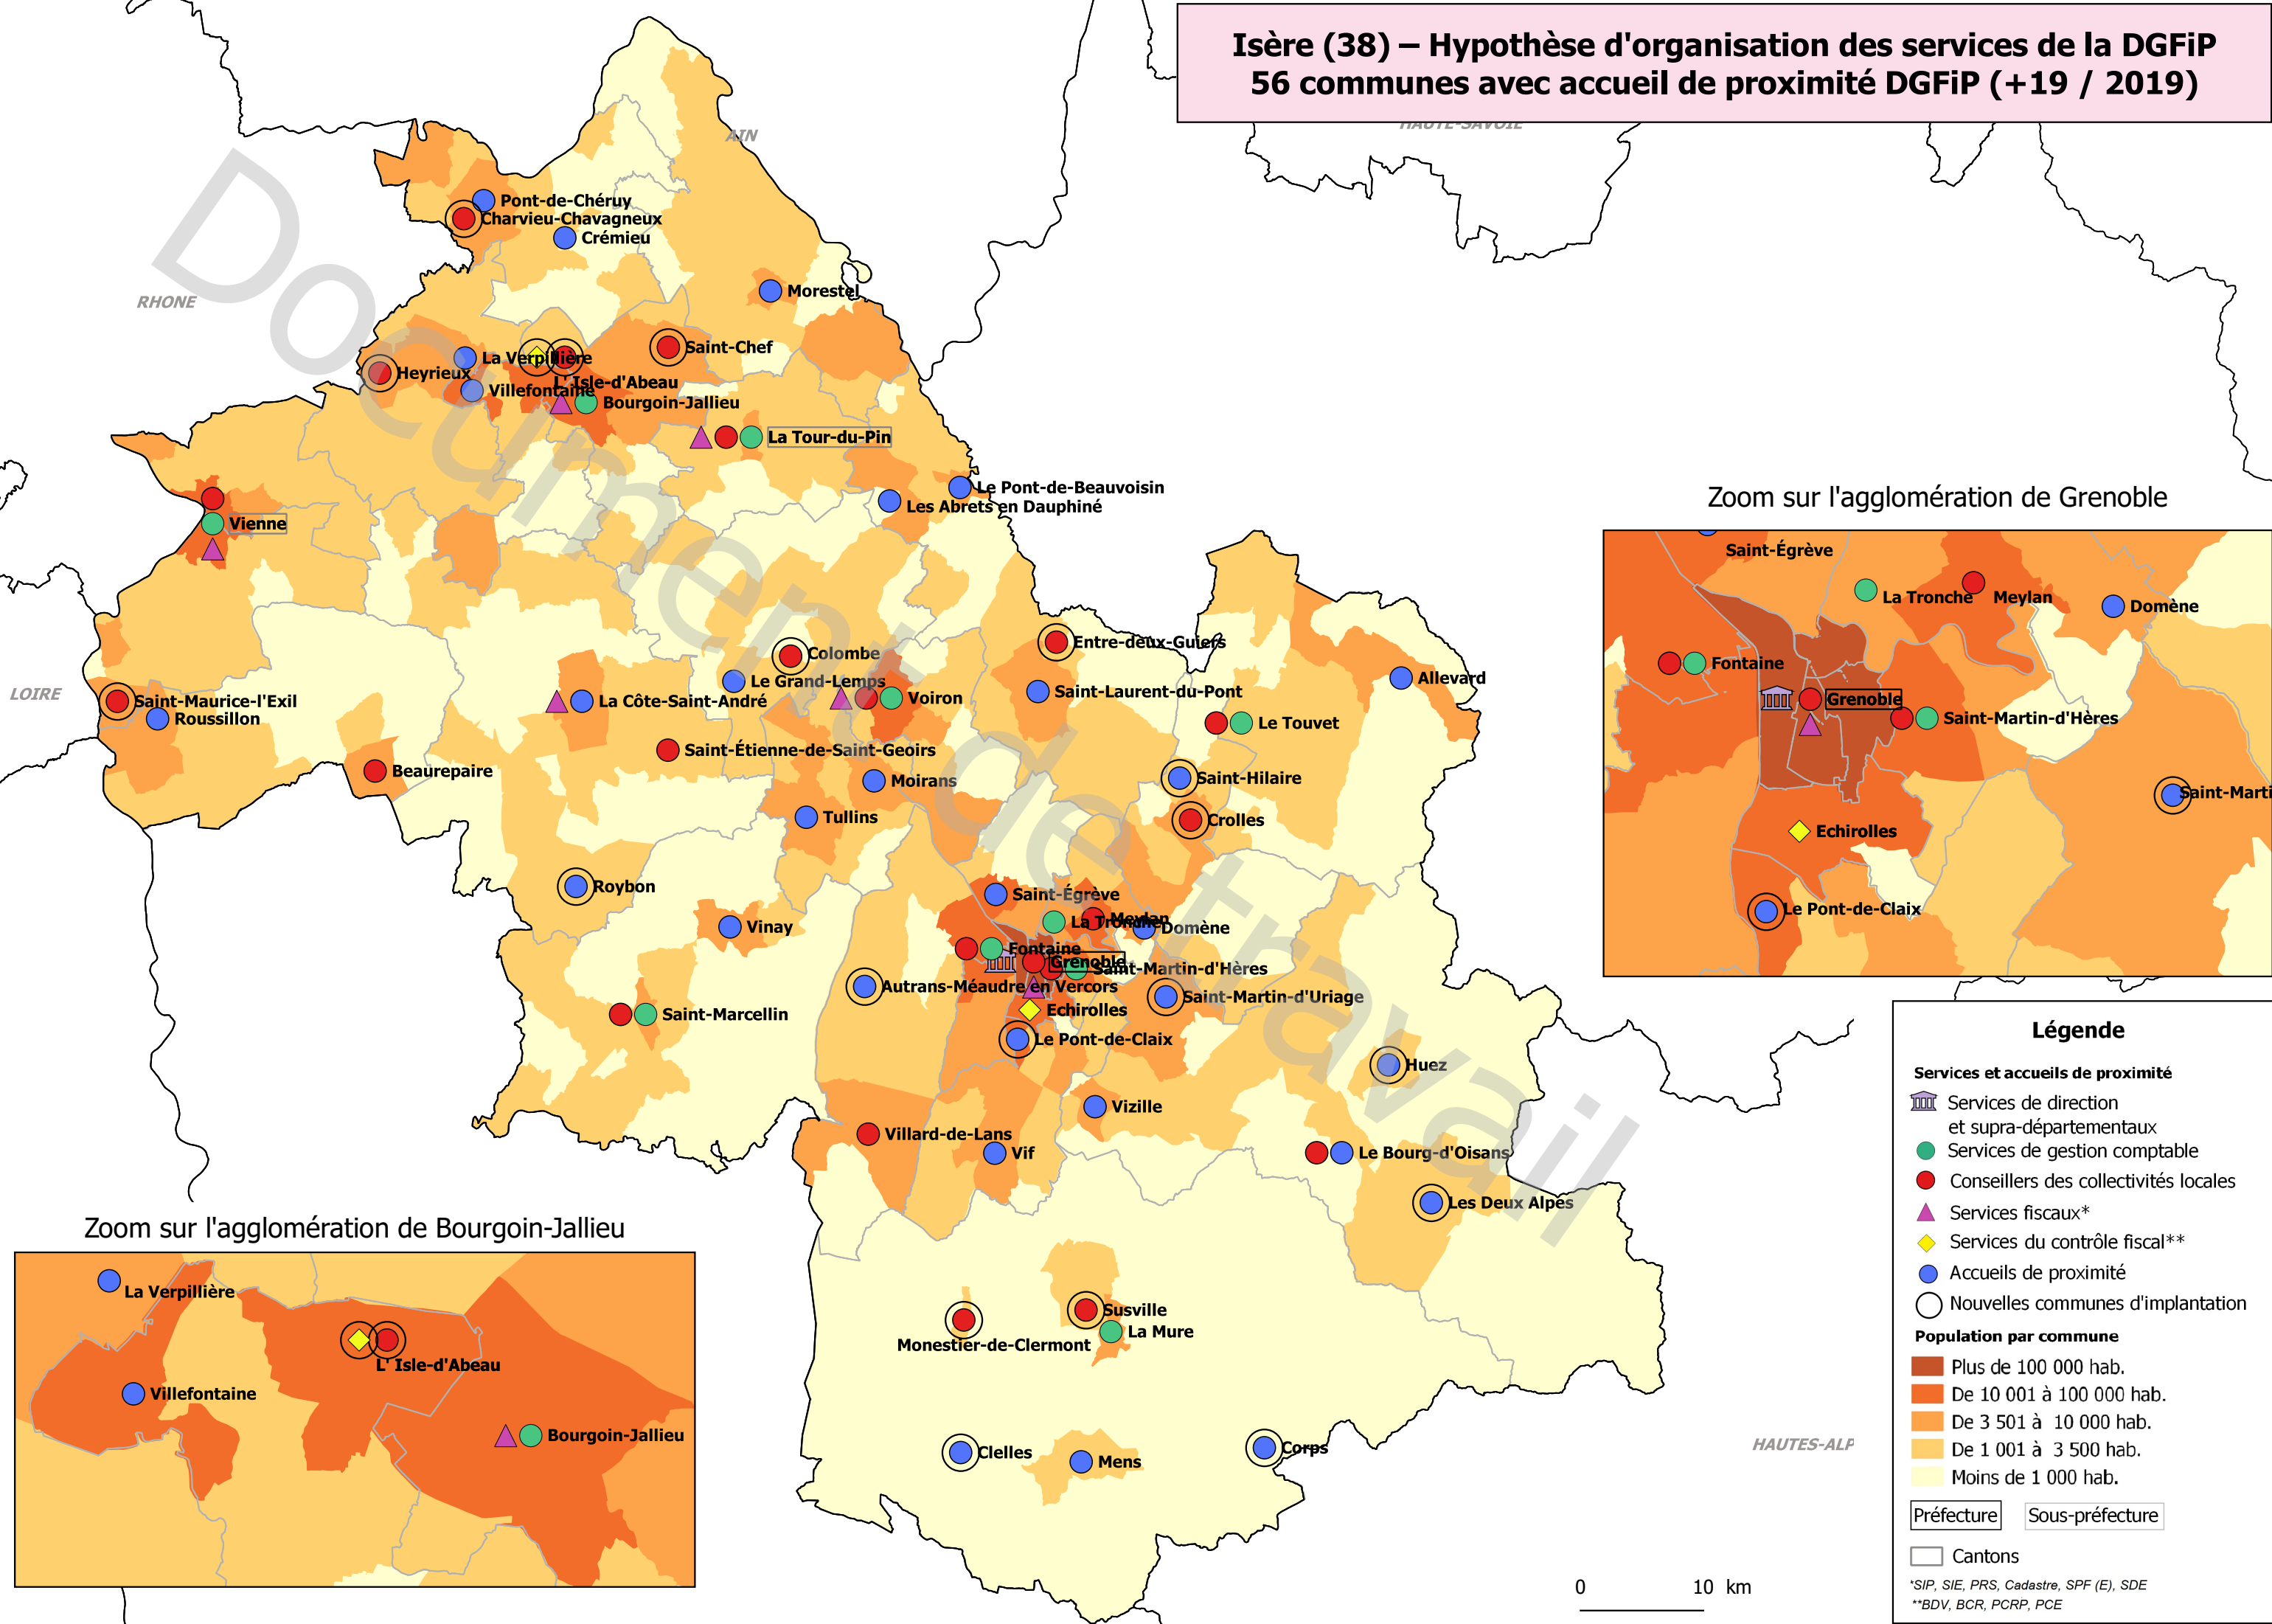 Isère (38) – Hypothèse d'organisation des services de la DGFiP
56 communes avec accueil de proximité DGFiP (+19 / 2019)
HAUTE-SAVOIE
AIN
RHONE
LOIRE
HAUTES-ALP
Document de travail
Pont-de-Chéruy
Charvieu-Chavagneux
Crémieu
Morestel
La Verpillière
Saint-Chef
Heyrieux
L' Isle-d'Abeau
Villefontaine
Bourgoin-Jallieu
La Tour-du-Pin
Le Pont-de-Beauvoisin
Les Abrets en Dauphiné
Vienne
Entre-deux-Guiers
Colombe
Le Grand-Lemps
Allevard
Saint-Laurent-du-Pont
Saint-Maurice-l'Exil
La Côte-Saint-André
Voiron
Roussillon
Le Touvet
Saint-Étienne-de-Saint-Geoirs
Beaurepaire
Moirans
Saint-Hilaire
Tullins
Crolles
Roybon
Saint-Égrève
Meylan
La Tronche
Vinay
Domène
Fontaine
Grenoble
Saint-Martin-d'Hères
Autrans-Méaudre en Vercors
Saint-Martin-d'Uriage
Echirolles
Saint-Marcellin
Le Pont-de-Claix
Huez
Vizille
Villard-de-Lans
Vif
Le Bourg-d'Oisans
Les Deux Alpes
Susville
La Mure
Monestier-de-Clermont
Clelles
Mens
Corps
Zoom sur l'agglomération de Grenoble
Saint-Égrève
La Tronche
Meylan
Domène
Fontaine
Grenoble
Saint-Martin-d'Hères
Saint-Marti
Echirolles
Le Pont-de-Claix
Zoom sur l'agglomération de Bourgoin-Jallieu
La Verpillière
L' Isle-d'Abeau
Villefontaine
Bourgoin-Jallieu
Légende
Services et accueils de proximité
Services de direction
et supra-départementaux
Services de gestion comptable
Conseillers des collectivités locales
Services fiscaux*
Services du contrôle fiscal**
Accueils de proximité
Nouvelles communes d'implantation
Population par commune
Plus de 100 000 hab.
De 10 001 à 100 000 hab.
De 3 501 à 10 000 hab.
De 1 001 à 3 500 hab.
Moins de 1 000 hab.
Préfecture
Sous-préfecture
Cantons
*SIP, SIE, PRS, Cadastre, SPF (E), SDE
**BDV, BCR, PCRP, PCE
0 10 km